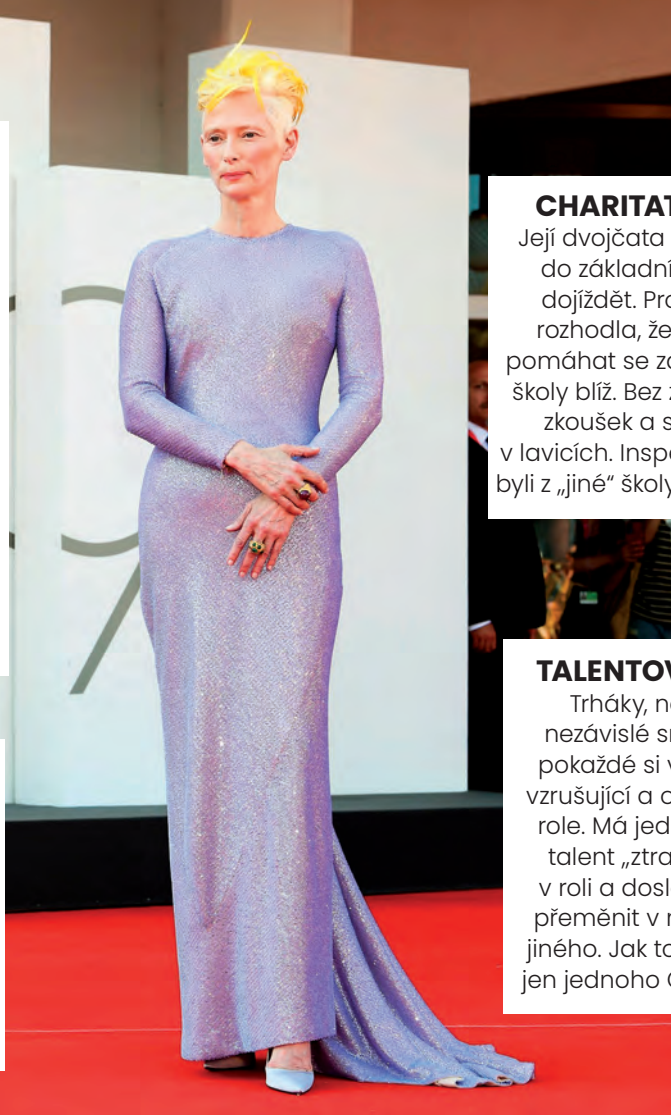 CHARITAT
Její dvojčata
do základní
dojíždět. Pro
rozhodla, že
pomáhat se za
školy blíž. Bez z
zkoušek a s
v lavicích. Inspe
byli z „jiné“ školy
TALENTOV
Trháky, ne
nezávislé sn
pokaždé si v
vzrušující a o
role. Má jed
talent „ztra
v roli a dosl
přeměnit v n
jiného. Jak to
jen jednoho O